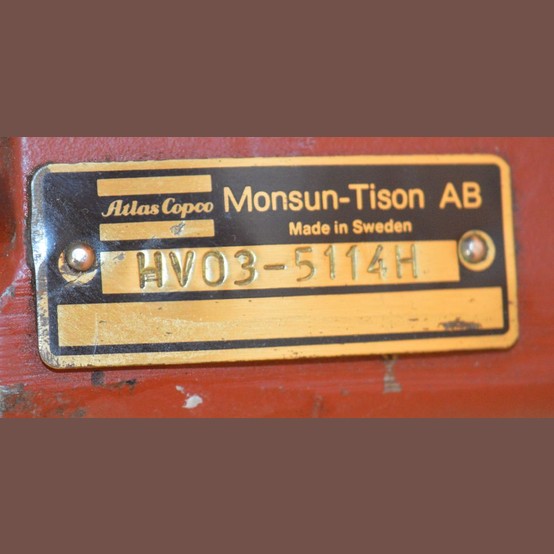 Atlas Copco
Monsun-Tison AB
Made in Sweden
HV03-5114H